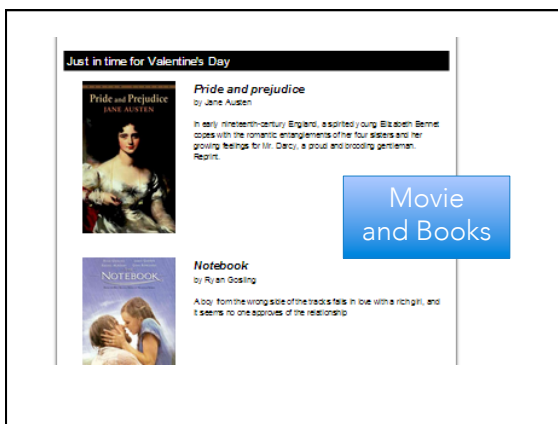 Just in time for Valentine's Day
Pride and Prejudice
JANE AUSTEN
Pride and prejudice
by Jane Austen
In early nineteenth-century England, a spirited young Elizabeth Bennet
copes with the romantic entanglements of her four sisters and her
growing feelings for Mr. Darcy, a proud and brooding gentleman.
Reprint.
Movie
and Books
NOTEBOOK
Notebook
by Ryan Gosling
A boy from the wrong side of the tracks falls in love with a rich girl, and
it seems no one approves of the relationship